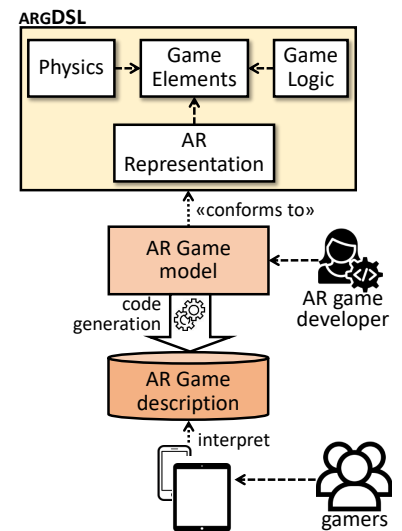 ARGDSL
Physics
Game
Elements
Game
Logic
AR
Representation
«conforms to»
AR Game
model
AR game
developer
code
generation
AR Game
description
interpret
gamers